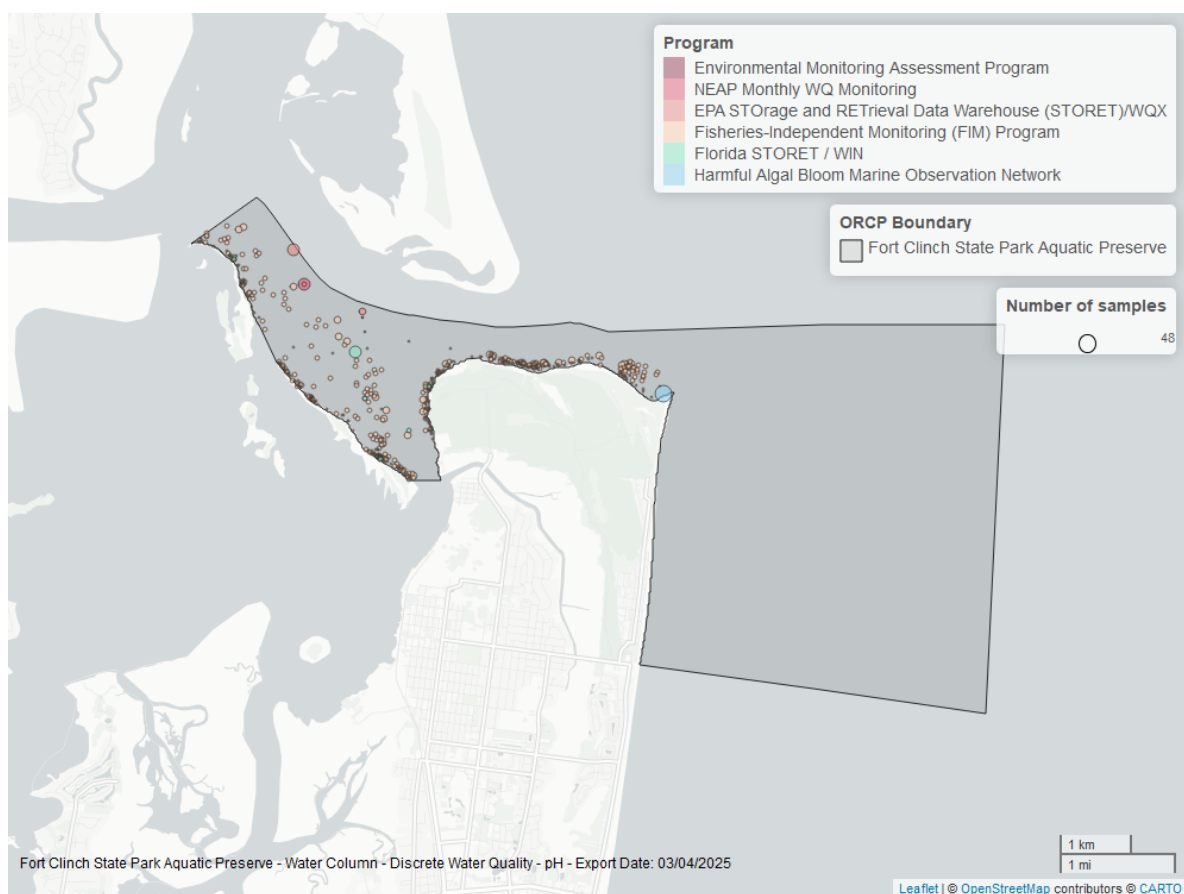 Program
Environmental Monitoring Assessment Program
NEAP Monthly WQ Monitoring
EPA STOrage and RETrieval Data Warehouse (STORET)/WQX
Fisheries-Independent Monitoring (FIM) Program
Florida STORET / WIN
Harmful Algal Bloom Marine Observation Network
ORCP Boundary
Fort Clinch State Park Aquatic Preserve
Number of samples
48
1 km
1 mi
Fort Clinch State Park Aquatic Preserve - Water Column - Discrete Water Quality - pH - Export Date: 03/04/2025
Leaflet | © OpenStreetMap contributors © CARTO